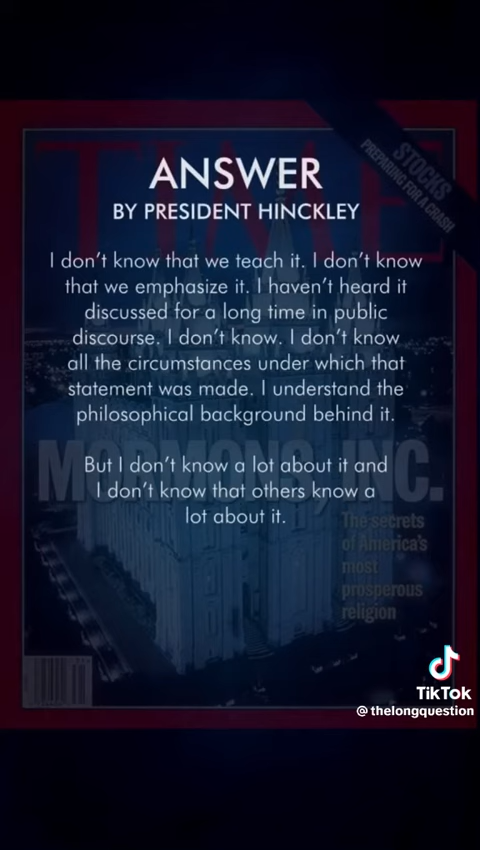 TIME
STOCKS
PREPARING FOR A CRASH
ANSWER
BY PRESIDENT HINCKLEY
I don't know that we teach it. I don't know
that we emphasize it. I haven't heard it
discussed for a long time in public
discourse. I don't know. I don't know
all the circumstances under which that
statement was made. I understand the
philosophical background behind it.
But I don't know a lot about it and
I don't know that others know a
lot about it.
MORMONS, INC.
The secrets
of America's
most
prosperous
religion
TikTok
@thelongquestion